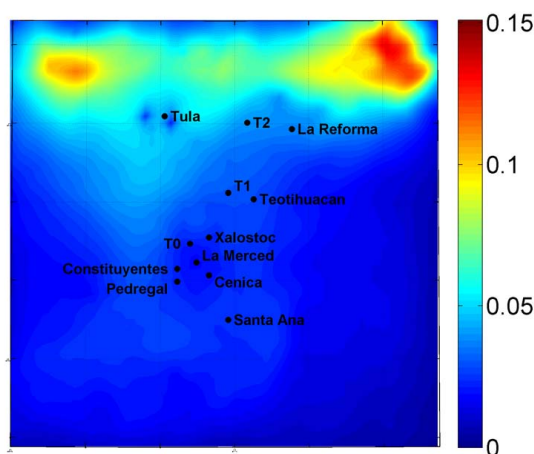 0.15
Tula
T2
La Reforma
0.1
T1
Teotihuacan
Xalostoc
T0
La Merced
Constituyentes
Cenica
Pedregal
0.05
Santa Ana
0